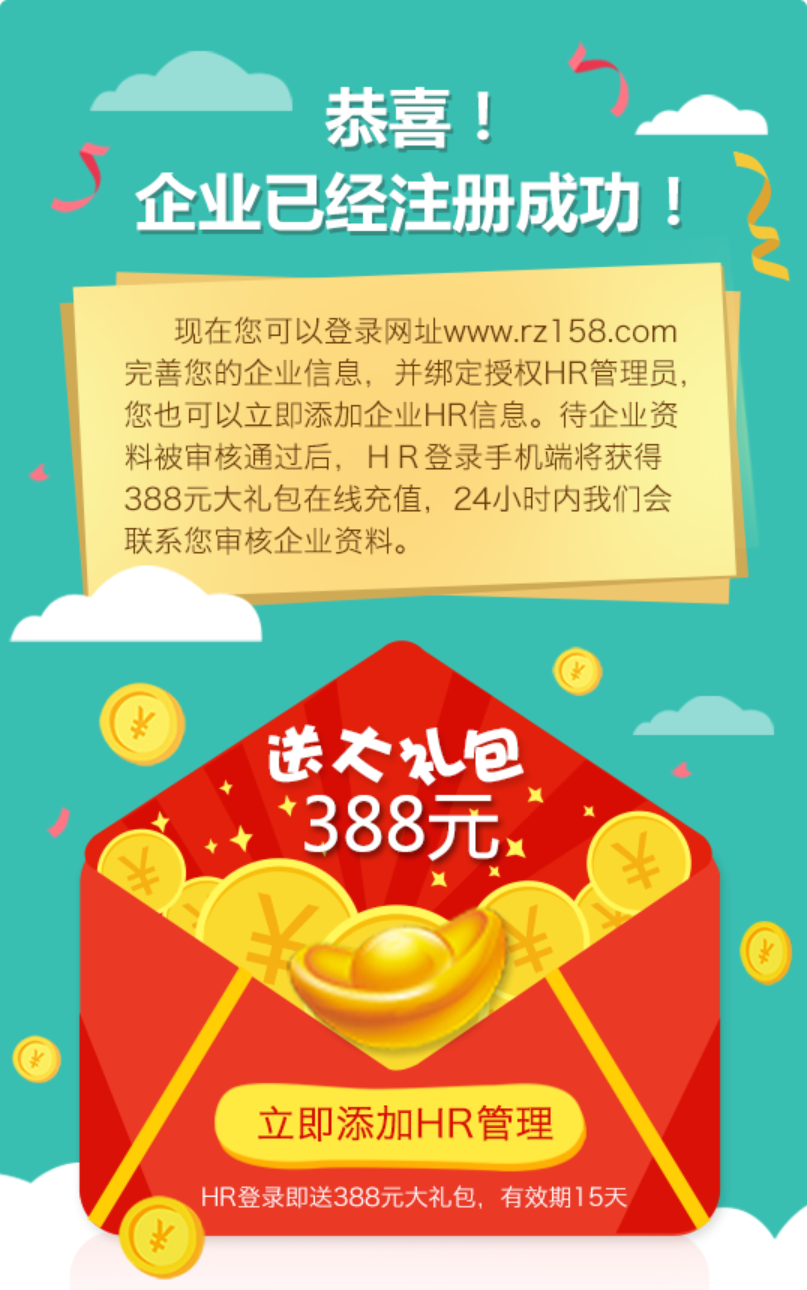 恭喜！
企业已经注册成功！
现在您可以登录网址www.rz158.com
完善您的企业信息，并绑定授权HR管理员，
您也可以立即添加企业HR信息。待企业资
料被审核通过后，ＨＲ登录手机端将获得
388元大礼包在线充值，24小时内我们会
联系您审核企业资料。
送大礼包
388元
立即添加HR管理
HR登录即送388元大礼包，有效期15天